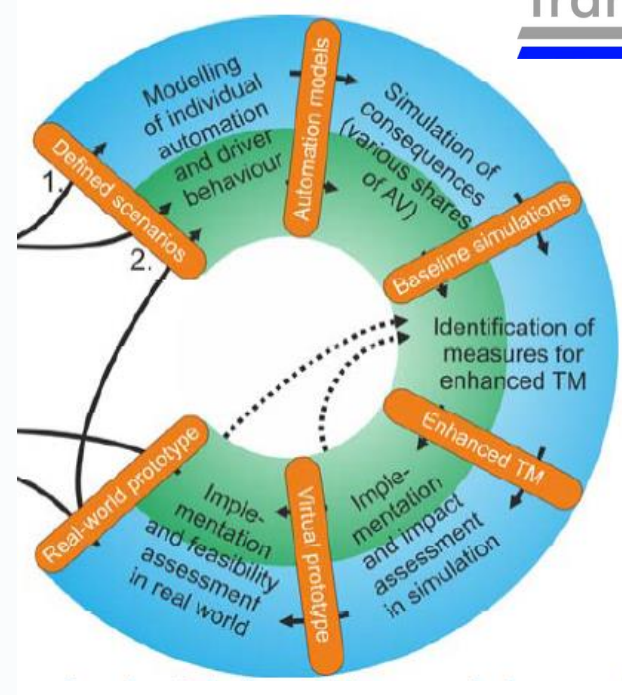 Modelling
of individual
automation
and driver
behaviour
Automation models
Simulation of
consequences
(various shares
of AV)
Defined scenarios
1.
2.
Baseline simulations
Identification of
measures for
enhanced TM
Enhanced TM
Imple-
mentation
and impact
assessment
in simulation
Virtual prototype
Imple-
mentation
and feasibility
assessment
in real world
Real-world prototype